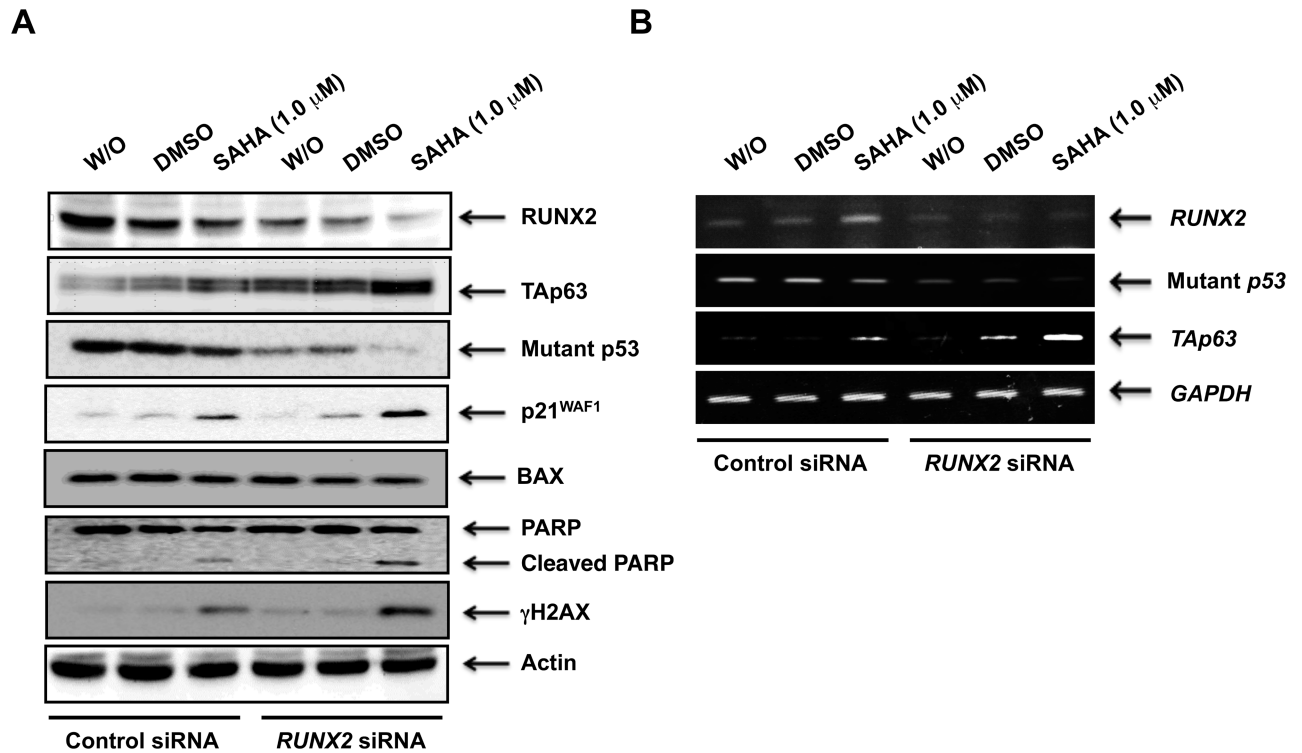 A
B
W/O
DMSO
SAHA (1.0 μM)
W/O
DMSO
SAHA (1.0 μM)
RUNX2
TAp63
Mutant p53
p21WAF1
BAX
PARP
Cleaved PARP
γH2AX
Actin
Control siRNA
RUNX2 siRNA
W/O
DMSO
SAHA (1.0 μM)
W/O
DMSO
SAHA (1.0 μM)
RUNX2
Mutant p53
TAp63
GAPDH
Control siRNA
RUNX2 siRNA